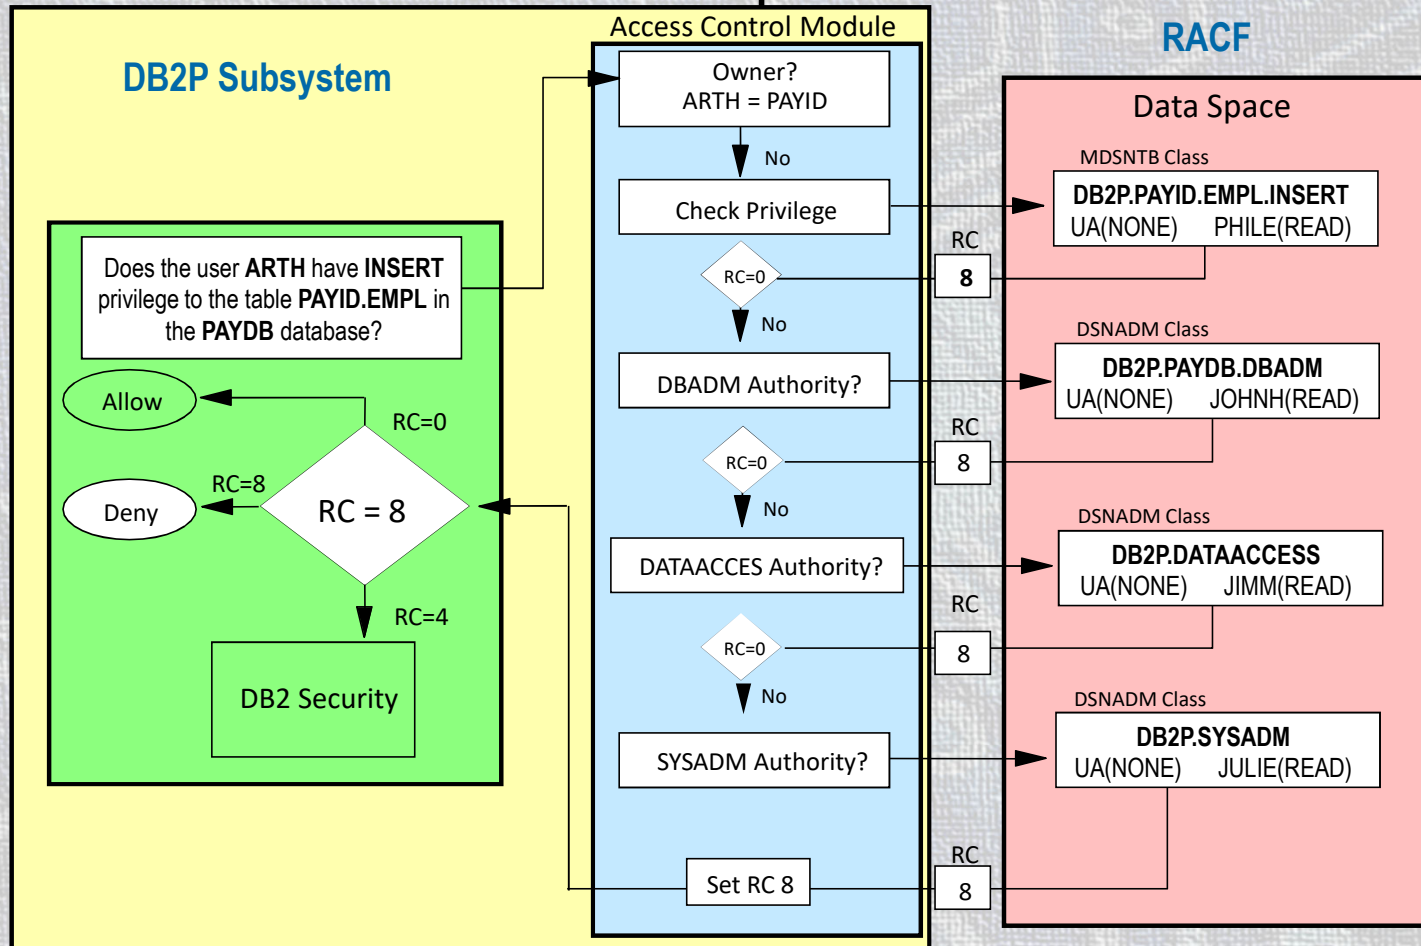 DB2P Subsystem
Access Control Module
RACF
Owner?
ARTH = PAYID
No
Check Privilege
RC=0
No
DBADM Authority?
RC=0
No
DATAACCES Authority?
RC=0
No
SYSADM Authority?
Set RC 8
Does the user ARTH have INSERT
privilege to the table PAYID.EMPL in
the PAYDB database?
Allow
RC=0
RC=8
Deny
RC = 8
RC=4
DB2 Security
Data Space
MDSNTB Class
DB2P.PAYID.EMPL.INSERT
UA(NONE) PHILE(READ)
RC
8
DSNADM Class
DB2P.PAYDB.DBADM
UA(NONE) JOHNH(READ)
RC
8
DSNADM Class
DB2P.DATAACCESS
UA(NONE) JIMM(READ)
RC
8
DSNADM Class
DB2P.SYSADM
UA(NONE) JULIE(READ)
RC
8